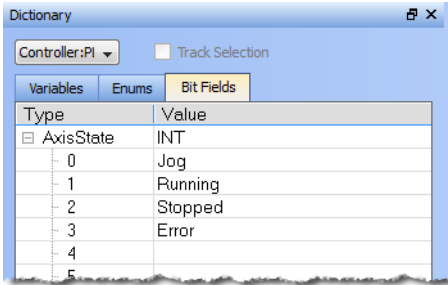 Dictionary
Controller:PI Track Selection
Variables Enums Bit Fields
Type Value
AxisState INT
0 Jog
1 Running
2 Stopped
3 Error
4
5